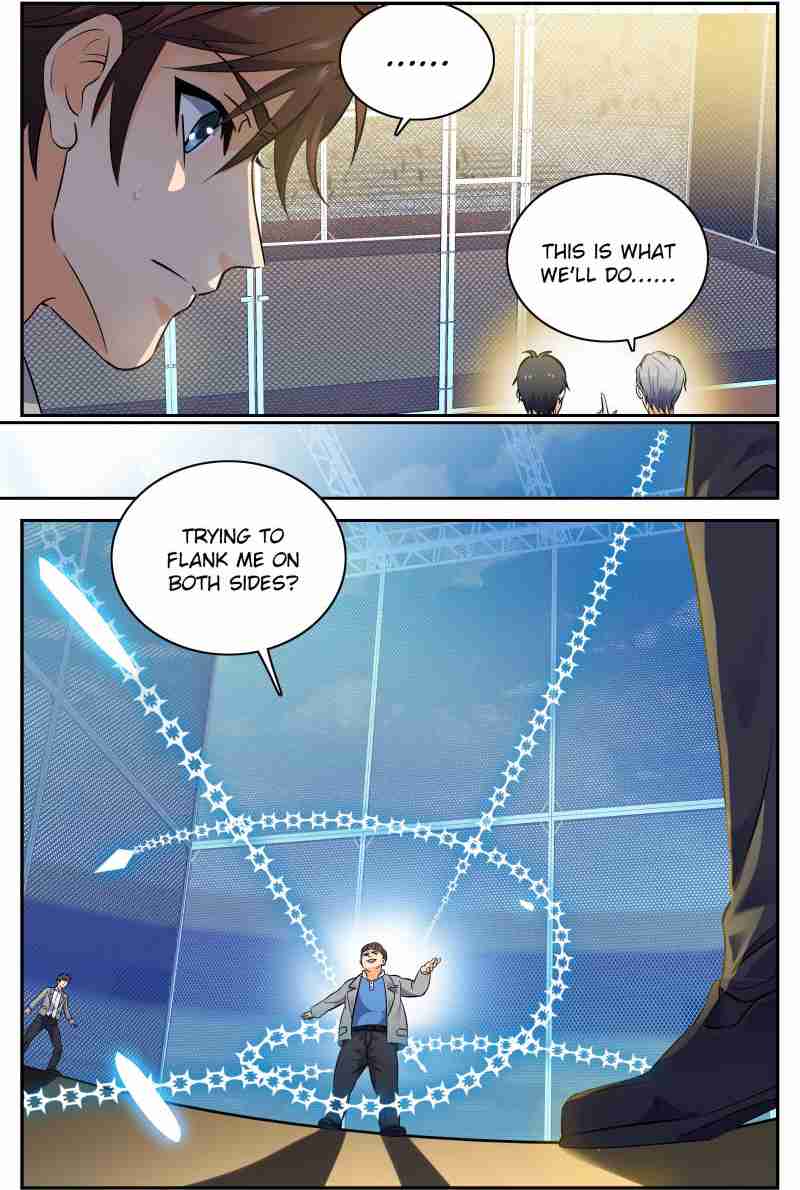 ......
THIS IS WHAT
WE'LL DO......
TRYING TO
FLANK ME ON
BOTH SIDES?